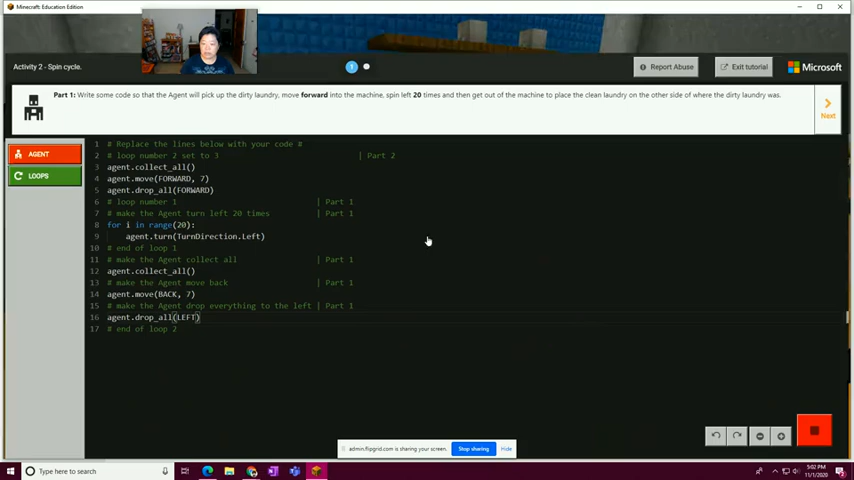 Minecraft: Education Edition
Activity 2 - Spin cycle.
1
Report Abuse
Exit tutorial
Microsoft
Part 1: Write some code so that the Agent will pick up the dirty laundry, move forward into the machine, spin left 20 times and then get out of the machine to place the clean laundry on the other side of where the dirty laundry was.
Next
AGENT
LOOPS
1 # Replace the lines below with your code #
2 # loop number 2 set to 3 | Part 2
3 agent.collect_all()
4 agent.move(FORWARD, 7)
5 agent.drop_all(FORWARD)
6 # loop number 1 | Part 1
7 # make the Agent turn left 20 times | Part 1
8 for i in range(20):
9 agent.turn(TurnDirection.Left)
10 # end of loop 1
11 # make the Agent collect all | Part 1
12 agent.collect_all()
13 # make the Agent move back | Part 1
14 agent.move(BACK, 7)
15 # make the Agent drop everything to the left | Part 1
16 agent.drop_all(LEFT)
17 # end of loop 2
admin.flipgrid.com is sharing your screen.
Stop sharing
Hide
Type here to search
5:02 PM
11/1/2020